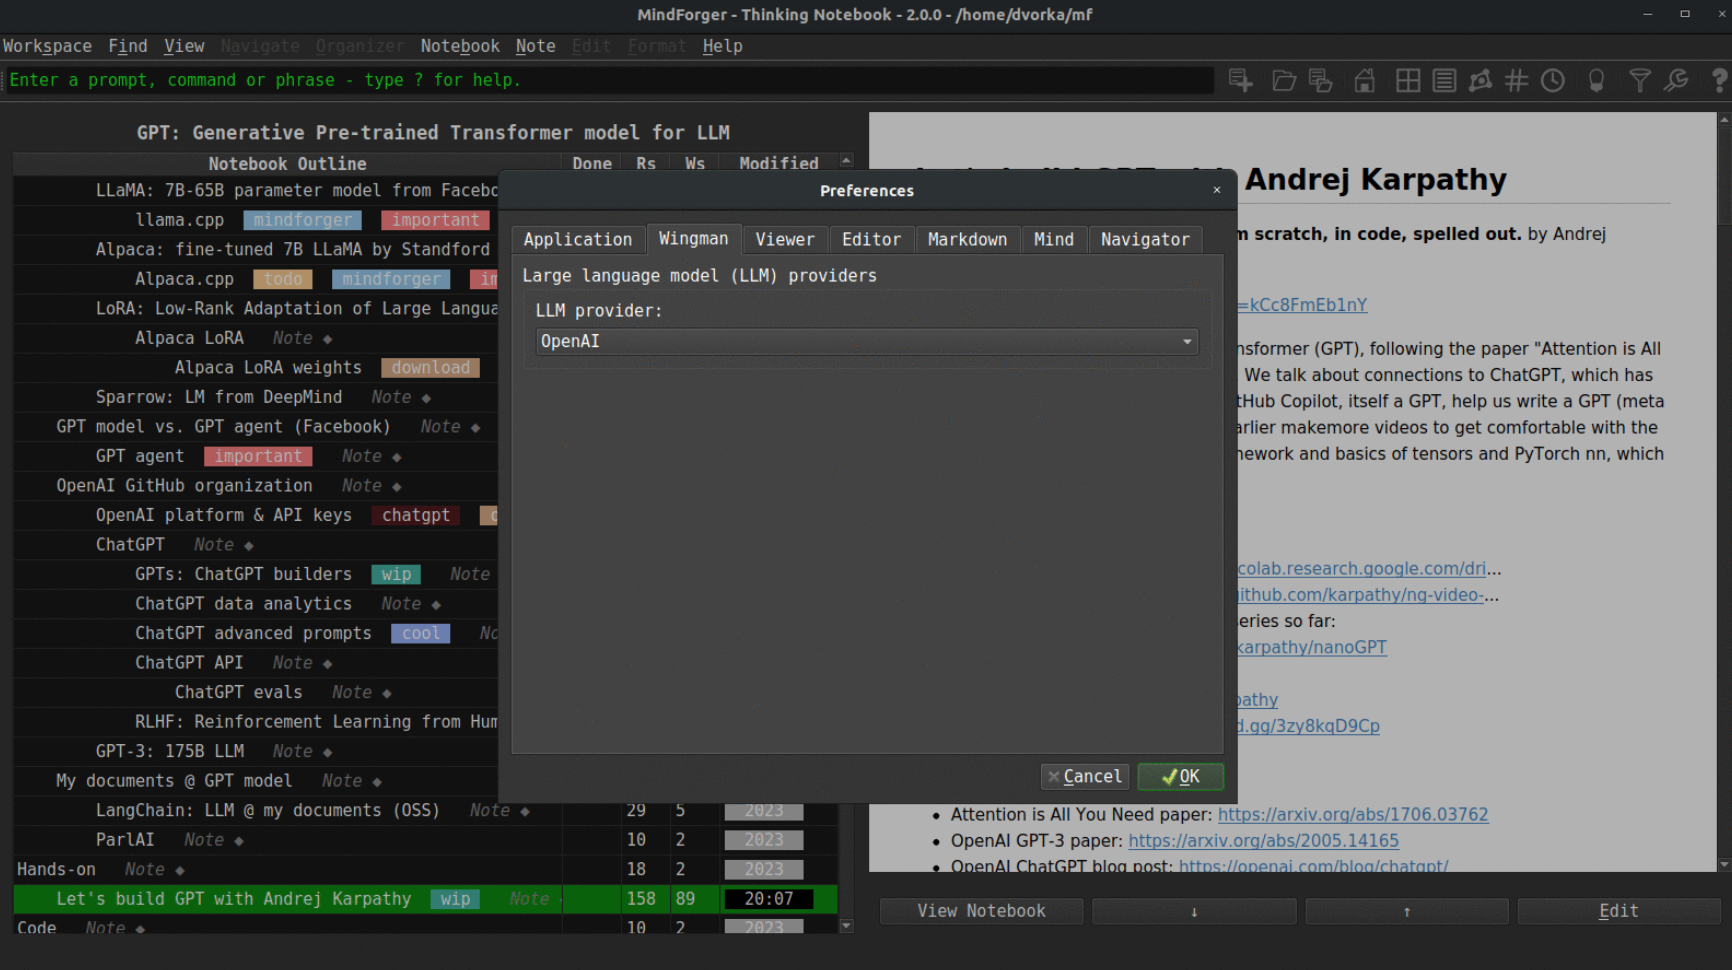 MindForger - Thinking Notebook - 2.0.0 - /home/dvorka/mf
Workspace Find View Navigate Organizer Notebook Note Edit Format Help
Enter a prompt, command or phrase - type ? for help.
GPT: Generative Pre-trained Transformer model for LLM
Notebook Outline Done Rs Ws Modified
LLaMA: 7B-65B parameter model from
llama.cpp mindforger important
Alpaca: fine-tuned 7B LLaMA by Standford
Alpaca.cpp todo mindforger
LoRA: Low-Rank Adaptation of Large
Alpaca LoRA Note ◆
Alpaca LoRA weights download
Sparrow: LM from DeepMind Note ◆
GPT model vs. GPT agent (Facebook) Note ◆
GPT agent important Note ◆
OpenAI GitHub organization Note ◆
OpenAI platform & API keys chatgpt
ChatGPT Note ◆
GPTs: ChatGPT builders wip Note
ChatGPT data analytics Note ◆
ChatGPT advanced prompts cool
ChatGPT API Note ◆
ChatGPT evals Note ◆
RLHF: Reinforcement Learning from
GPT-3: 175B LLM Note ◆
My documents @ GPT model Note ◆
LangChain: LLM @ my documents (OSS) Note ◆ 29 5 2023
ParlAI Note ◆ 10 2 2023
Hands-on Note ◆ 18 2 2023
Let's build GPT with Andrej Karpathy wip Note 158 89 20:07
Code Note ◆ 10 2 2023
Preferences
Application Wingman Viewer Editor Markdown Mind Navigator
Large language model (LLM) providers
LLM provider:
OpenAI
Cancel OK
Andrej Karpathy
scratch, in code, spelled out. by Andrej
=kCc8FmEb1nY
(GPT), following the paper "Attention is All
We talk about connections to ChatGPT, which has
Copilot, itself a GPT, help us write a GPT (meta
makemore videos to get comfortable with the
and basics of tensors and PyTorch nn, which
colab.research.google.com/dri...
ithub.com/karpathy/ng-video-...
so far:
karpathy/nanoGPT
d.gg/3zy8kqD9Cp
• Attention is All You Need paper: https://arxiv.org/abs/1706.03762
• OpenAI GPT-3 paper: https://arxiv.org/abs/2005.14165
• OpenAI ChatGPT blog post: https://openai.com/blog/chatgpt/
View Notebook ↓ ↑ Edit